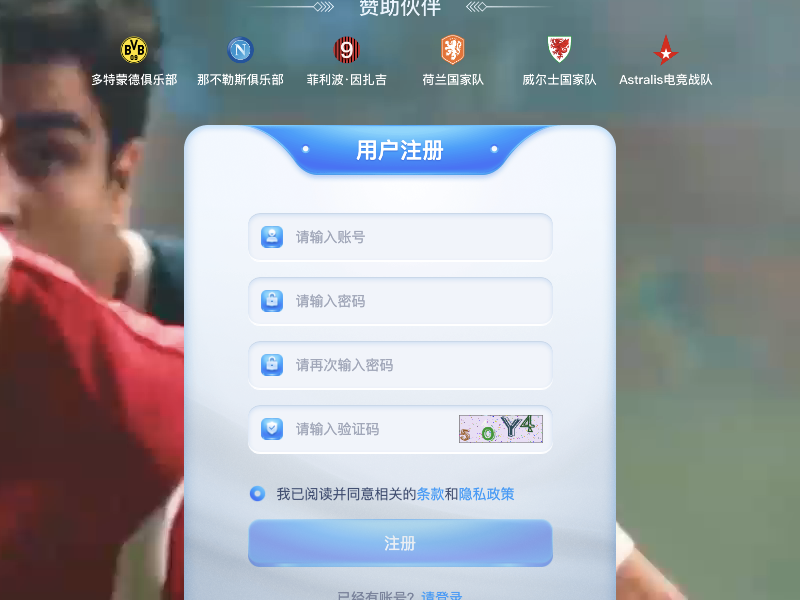 赞助伙伴
多特蒙德俱乐部 那不勒斯俱乐部 菲利波·因扎吉 荷兰国家队 威尔士国家队 Astralis电竞战队
用户注册
请输入账号
请输入密码
请再次输入密码
请输入验证码 5 O Y 4
我已阅读并同意相关的条款和隐私政策
注册
已经有账号？请登录